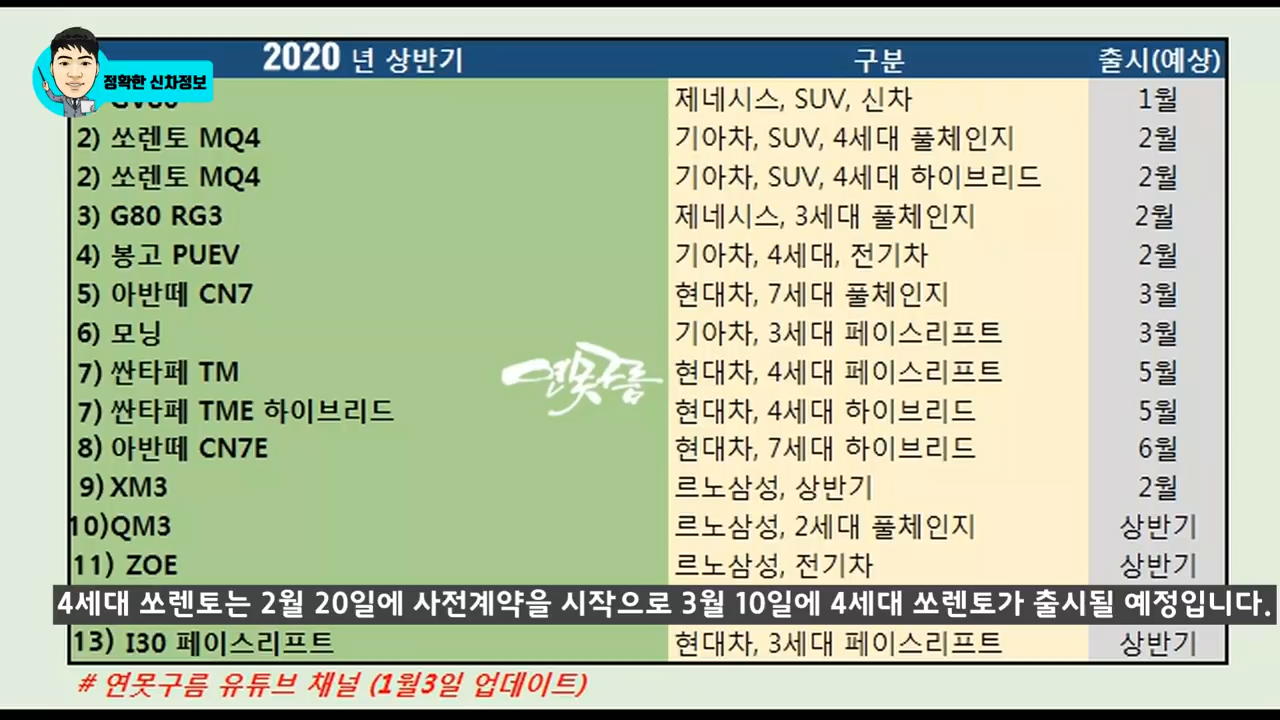 정확한 신차정보
2020 년 상반기 구분 출시(예상)
제네시스, SUV, 신차 1월
2) 쏘렌토 MQ4 기아차, SUV, 4세대 풀체인지 2월
2) 쏘렌토 MQ4 기아차, SUV, 4세대 하이브리드 2월
3) G80 RG3 제네시스, 3세대 풀체인지 2월
4) 봉고 PUEV 기아차, 4세대, 전기차 2월
5) 아반떼 CN7 현대차, 7세대 풀체인지 3월
6) 모닝 기아차, 3세대 페이스리프트 3월
7) 싼타페 TM 현대차, 4세대 페이스리프트 5월
연못구름
7) 싼타페 TME 하이브리드 현대차, 4세대 하이브리드 5월
8) 아반떼 CN7E 현대차, 7세대 하이브리드 6월
9) XM3 르노삼성, 상반기 2월
10)QM3 르노삼성, 2세대 풀체인지 상반기
11) ZOE 르노삼성, 전기차 상반기
4세대 쏘렌토는 2월 20일에 사전계약을 시작으로 3월 10일에 4세대 쏘렌토가 출시될 예정입니다.
13) I30 페이스리프트 현대차, 3세대 페이스리프트 상반기
# 연못구름 유튜브 채널 (1월3일 업데이트)